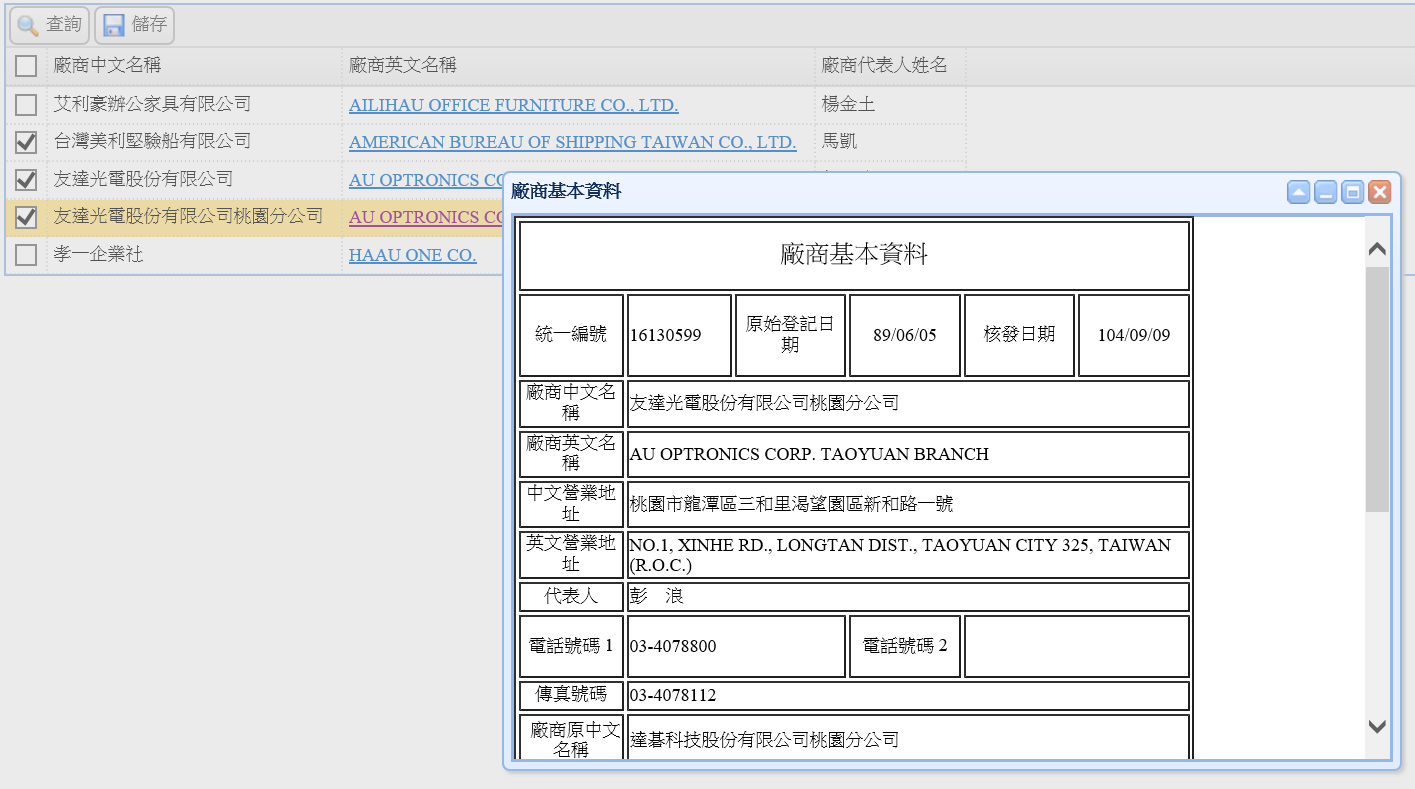 查詢 儲存
廠商中文名稱 廠商英文名稱 廠商代表人姓名
艾利豪辦公家具有限公司 AILIHAU OFFICE FURNITURE CO., LTD. 楊金土
台灣美利堅驗船有限公司 AMERICAN BUREAU OF SHIPPING TAIWAN CO., LTD. 馬凱
友達光電股份有限公司 AU OPTRONICS
友達光電股份有限公司桃園分公司 AU OPTRONICS
孝一企業社 HAAU ONE CO.
廠商基本資料
廠商基本資料
統一編號 16130599 原始登記日期 89/06/05 核發日期 104/09/09
廠商中文名稱 友達光電股份有限公司桃園分公司
廠商英文名稱 AU OPTRONICS CORP. TAOYUAN BRANCH
中文營業地址 桃園市龍潭區三和里渴望園區新和路一號
英文營業地址 NO.1, XINHE RD., LONGTAN DIST., TAOYUAN CITY 325, TAIWAN
(R.O.C.)
代表人 彭 浪
電話號碼 1 03-4078800 電話號碼 2
傳真號碼 03-4078112
廠商原中文名稱 達碁科技股份有限公司桃園分公司